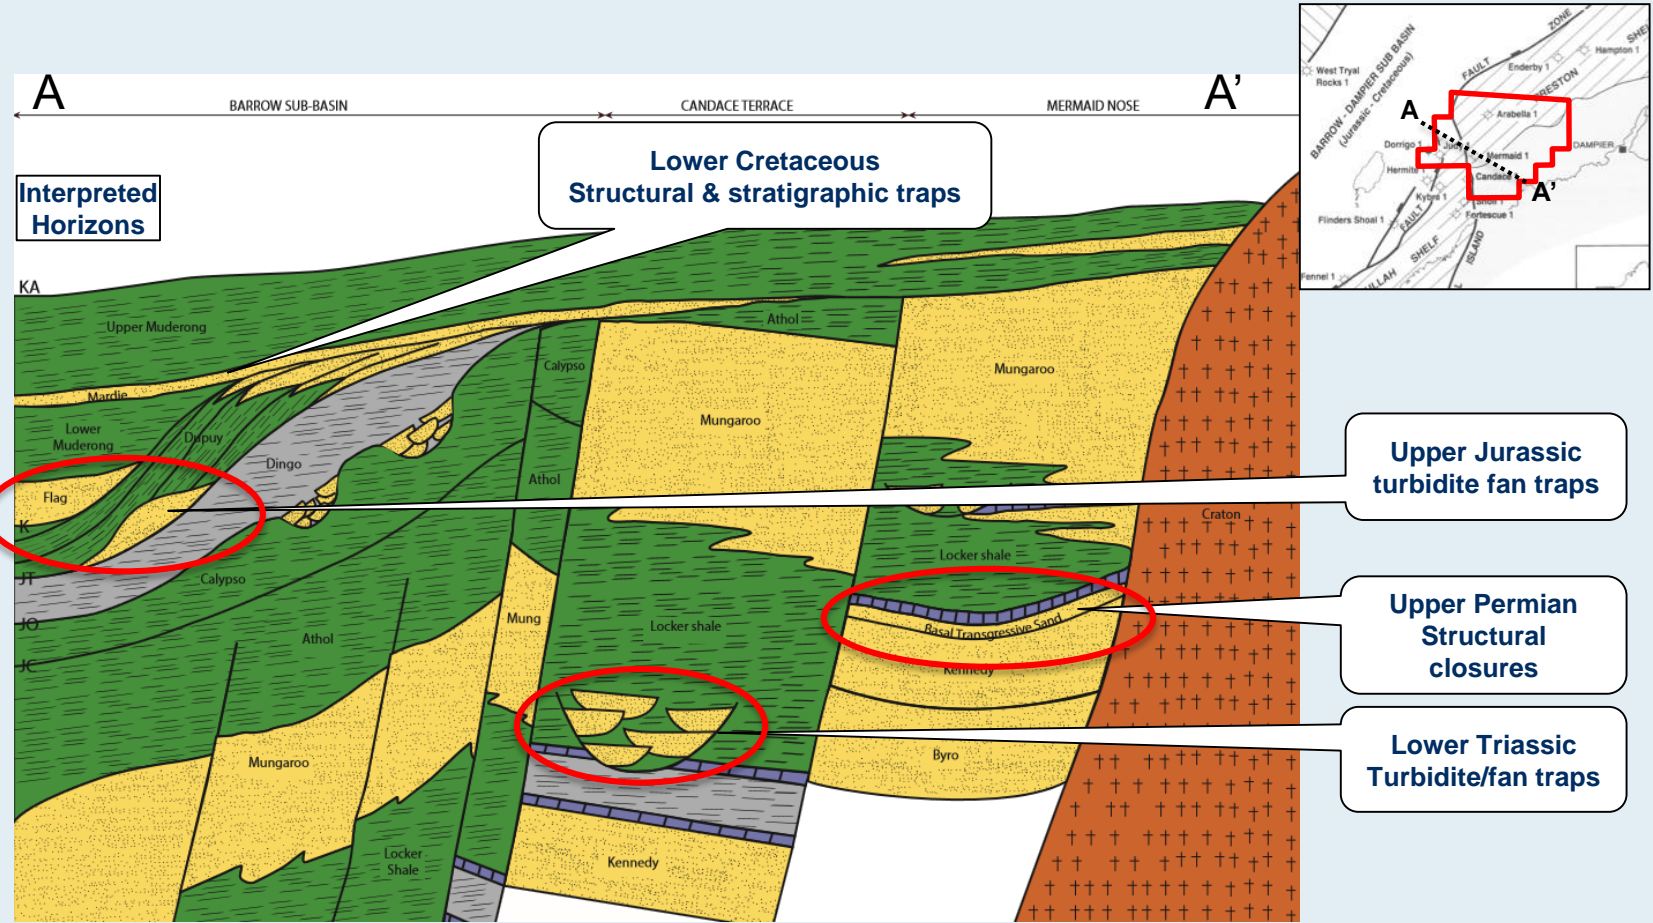 A
BARROW SUB-BASIN
CANDACE TERRACE
MERMAID NOSE
A’
Interpreted
Horizons
Lower Cretaceous
Structural & stratigraphic traps
KA
Upper Muderong
Mardie
Lower
Muderong
Dupuy
Dingo
Flag
K
JT
JO
JC
Calypso
Athol
Mungaroo
Locker
Shale
Calypso
Athol
Mung
Athol
Mungaroo
Locker shale
Kennedy
Mungaroo
Locker shale
Basal Transgressive Sand
Kennedy
Byro
Craton
Upper Jurassic
turbidite fan traps
Upper Permian
Structural
closures
Lower Triassic
Turbidite/fan traps
ZONE
SHE
Hampton 1
FAULT
Enderby 1
West Tryal
Rocks 1
BARROW - DAMPIER SUB BASIN
(Jurassic - Cretaceous)
RESTON
A
Arabella 1
Dorrigo 1
Mermaid 1
DAMPIER
Hermite
Candace
A’
Kybra 1
Sholl 1
Flinders Shoal 1
FAULT
Fortescue 1
SHELF
ISLAND
Fennel 1
ULLAH